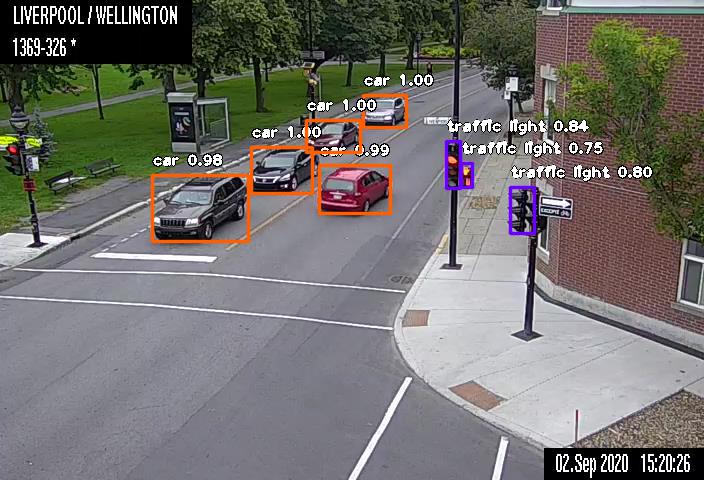 LIVERPOOL / WELLINGTON
1369-326 *
car 1.00
car 1.00
car 1.00
car 0.99
car 0.98
traffic light 0.84
traffic light 0.75
traffic light 0.80
EXCEPTÉ
02.Sep 2020 15:20:26